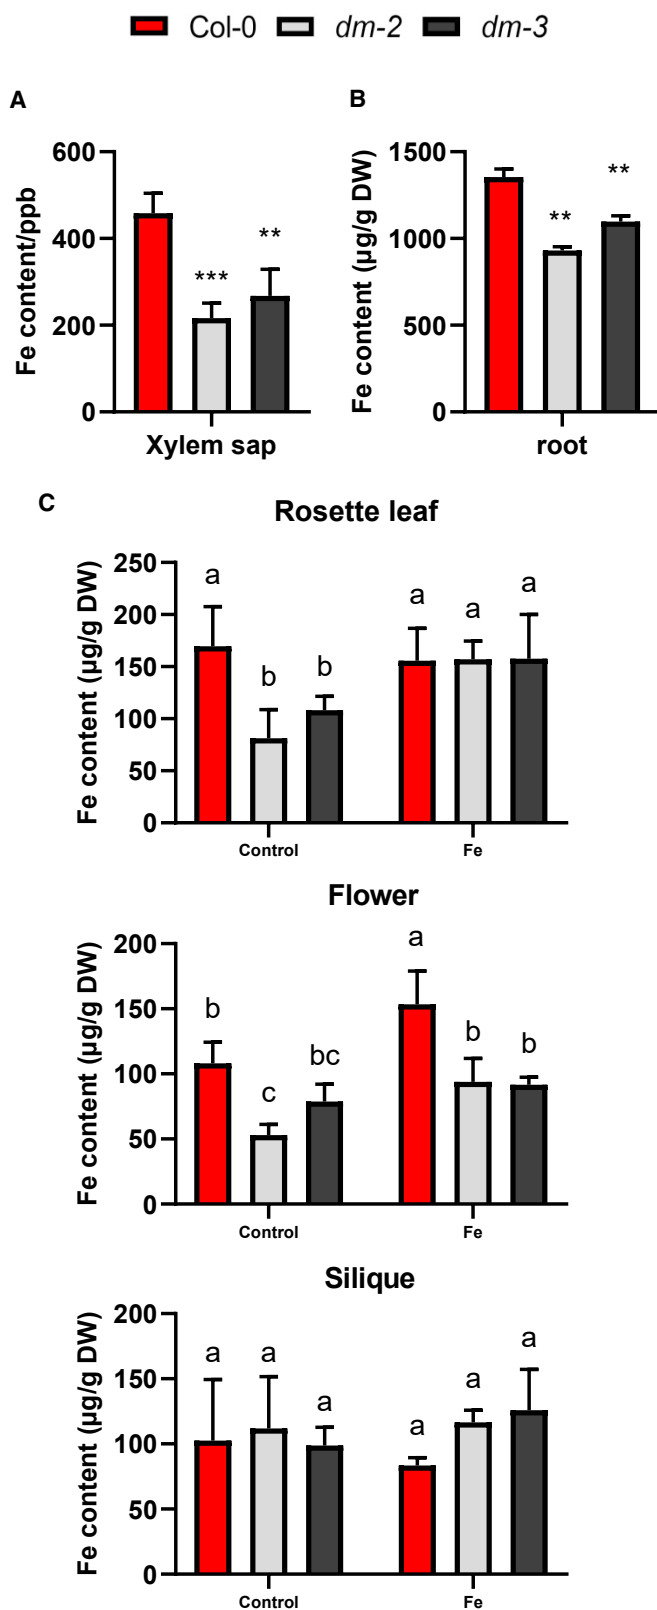 Col-0 dm-2 dm-3
A
Fe content/ppb
600
400
200
0
***
**
Xylem sap
B
Fe content (µg/g DW)
1500
1000
500
0
**
**
root
C
Rosette leaf
Fe content (µg/g DW)
250
200
150
100
50
0
a
b
b
a
a
a
Control
Fe
Flower
Fe content (µg/g DW)
200
150
100
50
0
b
c
bc
a
b
b
Control
Fe
Silique
Fe content (µg/g DW)
200
150
100
50
0
a
a
a
a
a
a
Control
Fe